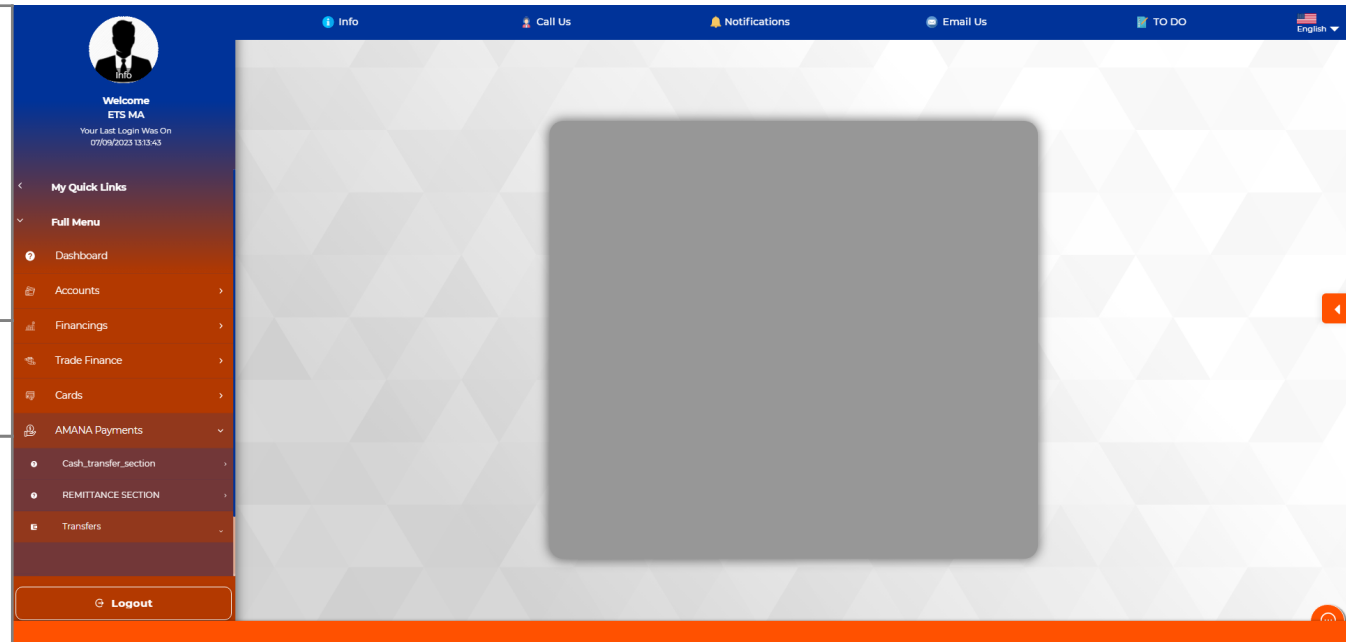 Info
Call Us
Notifications
Email Us
TO DO
English
Info
Welcome
ETS MA
Your Last Login Was On
07/09/2023 13:13:43
My Quick Links
Full Menu
Dashboard
Accounts
Financings
Trade Finance
Cards
AMANA Payments
Cash_transfer_section
REMITTANCE SECTION
Transfers
Logout